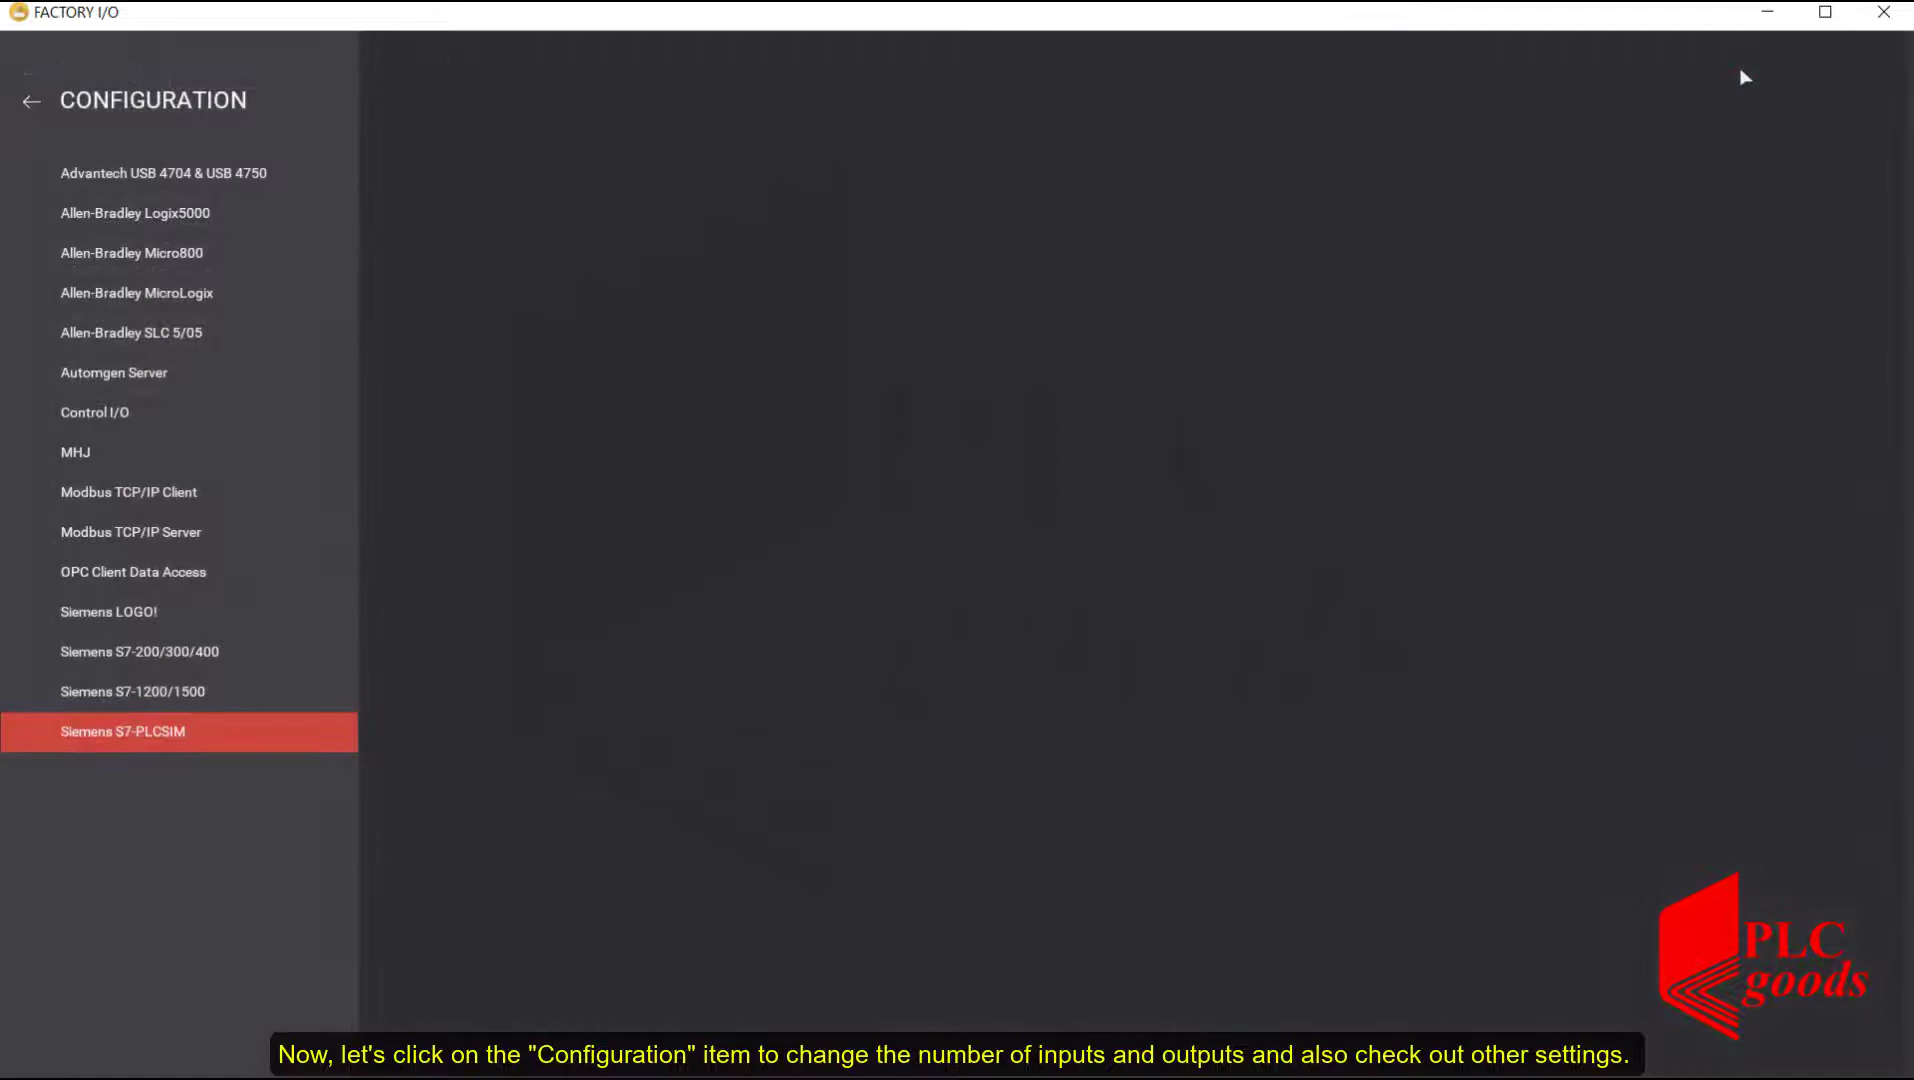 FACTORY I/O
CONFIGURATION
Advantech USB 4704 & USB 4750
Allen-Bradley Logix5000
Allen-Bradley Micro800
Allen-Bradley MicroLogix
Allen-Bradley SLC 5/05
Automgen Server
Control I/O
MHJ
Modbus TCP/IP Client
Modbus TCP/IP Server
OPC Client Data Access
Siemens LOGO!
Siemens S7-200/300/400
Siemens S7-1200/1500
Siemens S7-PLCSIM
PLC
goods
Now, let's click on the "Configuration" item to change the number of inputs and outputs and also check out other settings.